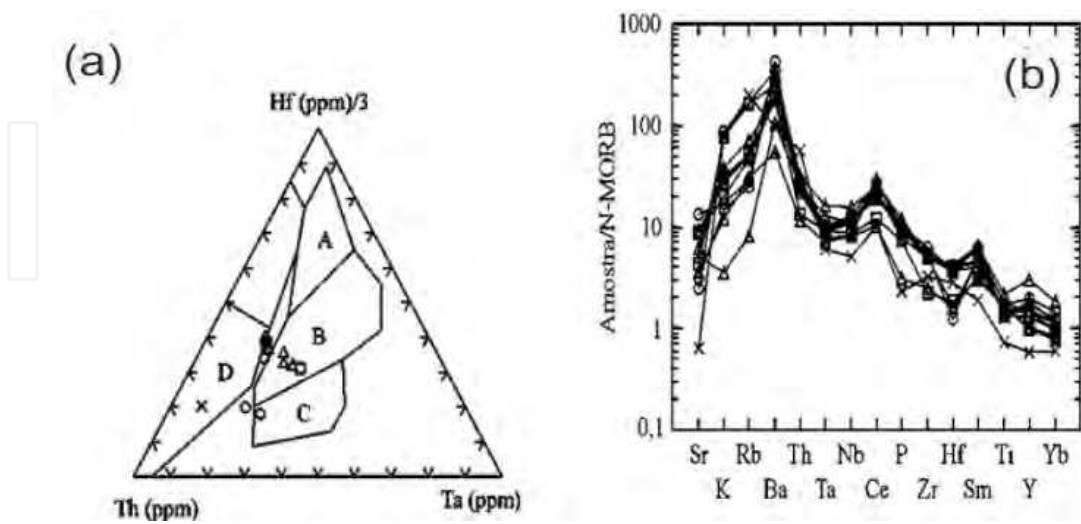 (a)
Hf (ppm)/3
A
B
D
C
Th (ppm)
Ta (ppm)
(b)
Amostra/N-MORB
1000
100
10
1
0,1
Sr Rb Th Nb P Hf Ti Yb
K Ba Ta Ce Zr Sm Y